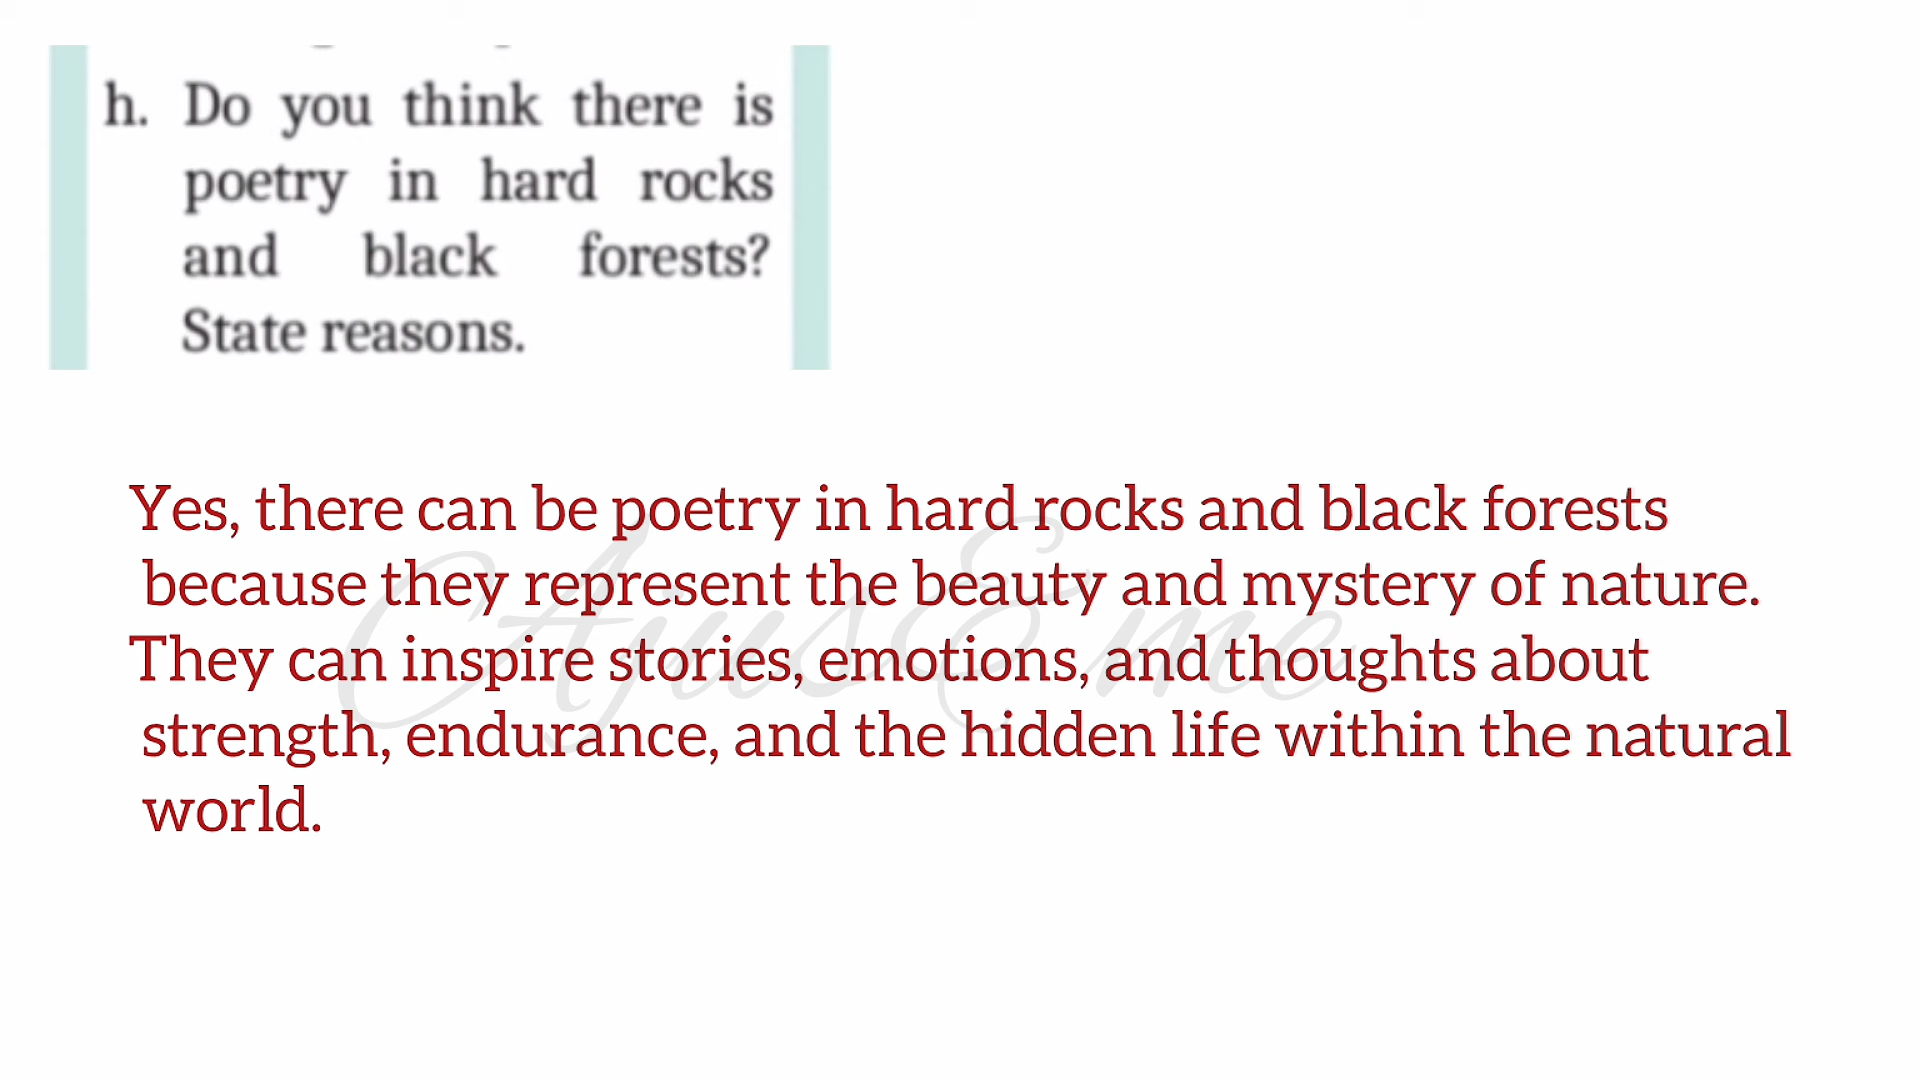 h. Do you think there is
poetry in hard rocks
and black forests?
State reasons.
Yes, there can be poetry in hard rocks and black forests
because they represent the beauty and mystery of nature.
They can inspire stories, emotions, and thoughts about
strength, endurance, and the hidden life within the natural
world.
AjusEme